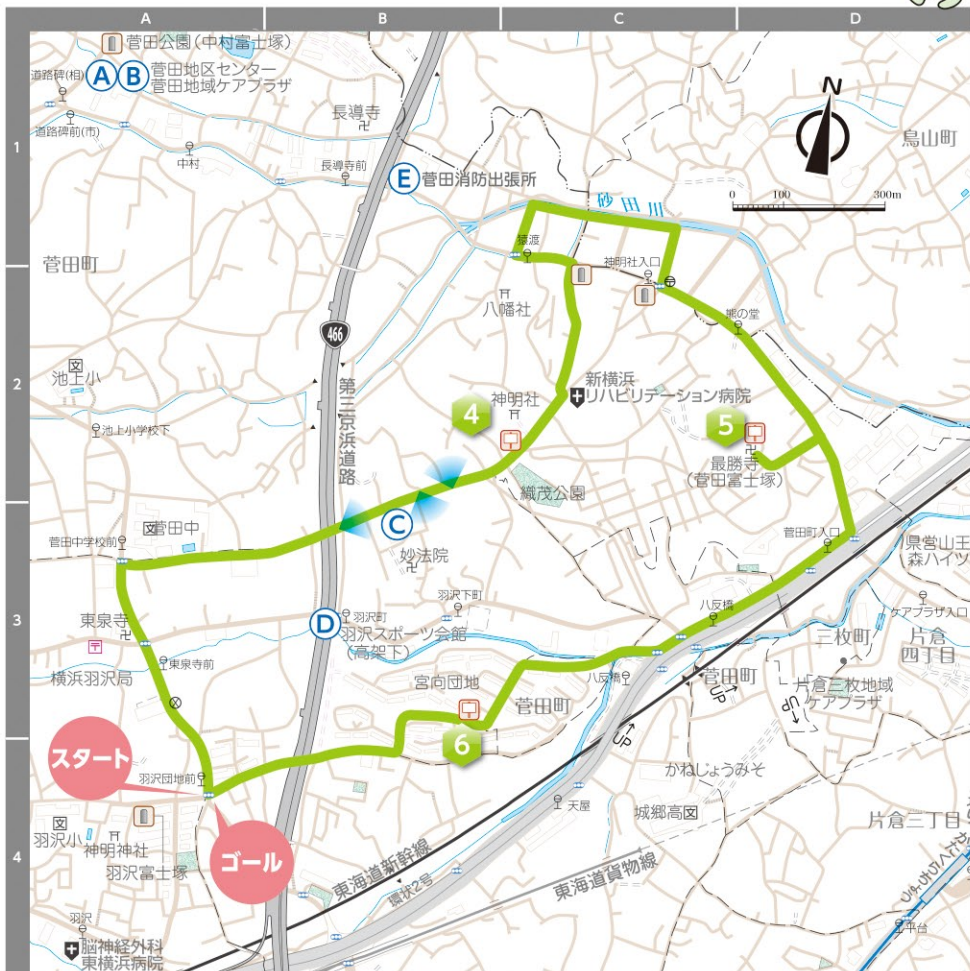 A
B
C
D
1
2
3
4
菅田公園(中村富士塚)
A
B
菅田地区センター
菅田地域ケアプラザ
道路碑(相)
道路碑前(市)
中村
長導寺
長導寺前
E
菅田消防出張所
N
鳥山町
0 100 300m
砂田川
猿渡
神明社入口
菅田町
八幡社
熊の堂
466
第三京浜道路
池上小
池上小学校下
新横浜
リハビリテーション病院
神明社
4
5
最勝寺
(菅田富士塚)
織茂公園
C
菅田中
菅田中学校前
妙法院
菅田町入口
県営山王
森ハイツ
東泉寺
羽沢下町
羽沢町
D
羽沢スポーツ会館
(高架下)
八反橋
ケアプラザ入口
三枚町
片倉
四丁目
東泉寺前
横浜羽沢局
宮向団地
菅田町
八反橋
菅田町
UP
UP
UP
片倉三枚地域
ケアプラザ
6
スタート
羽沢団地前
かねじょうみそ
天屋
城郷高
片倉三丁目
羽沢小
神明神社
羽沢富士塚
ゴール
東海道新幹線
環状2号
東海道貨物線
羽沢
脳神経外科
東横浜病院
平台